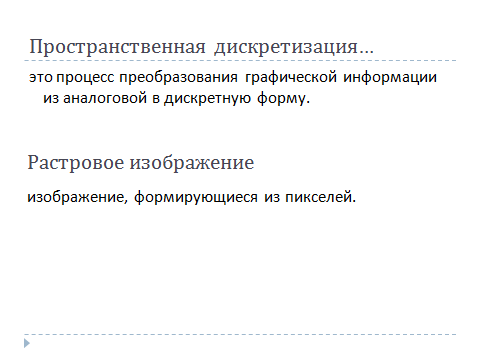 Пространственная дискретизация…
это процесс преобразования графической информации
из аналоговой в дискретную форму.
Растровое изображение
изображение, формирующиеся из пикселей.